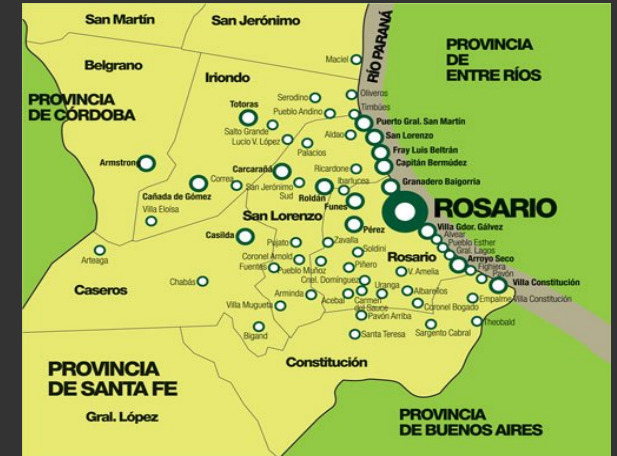 San Martín
San Jerónimo
Belgrano
Iriondo
RÍO PARANÁ
PROVINCIA
DE
ENTRE RÍOS
PROVINCIA
DE CÓRDOBA
Maciel
Oliveros
Serodino
Timbúes
Totoras
Pueblo Andino
Puerto Gral. San Martín
Salto Grande
Aldao
San Lorenzo
Lucio V. López
Palacios
Fray Luis Beltrán
Capitán Bermúdez
Armstron
Carcarañá
Ricardone
Ibarlucea
Granadero Baigorria
Correa
San Jerónimo
Sud
Cañada de Gómez
Roldán
Funes
ROSARIO
Villa Eloísa
San Lorenzo
Pérez
Villa Gdor. Gálvez
Alvear
Casilda
Pujato
Zavalla
Pueblo Esther
Gral. Lagos
Soldini
Rosario
Arroyo Seco
Arteaga
Coronel Arnold
Fuentes
Pueblo Muñoz
Piñero
Fighiera
V. Amelia
Pavón
Chabás
Cnel. Domínguez
Uranga
Albarellos
Villa Constitución
Caseros
Arminda
Acebal
Carmen
del Sauce
Empalme Villa Constitución
Villa Mugueta
Coronel Bogado
Pavón Arriba
Theobald
Bigand
Santa Teresa
Sargento Cabral
Constitución
PROVINCIA
DE SANTA FE
Gral. López
PROVINCIA
DE BUENOS AIRES